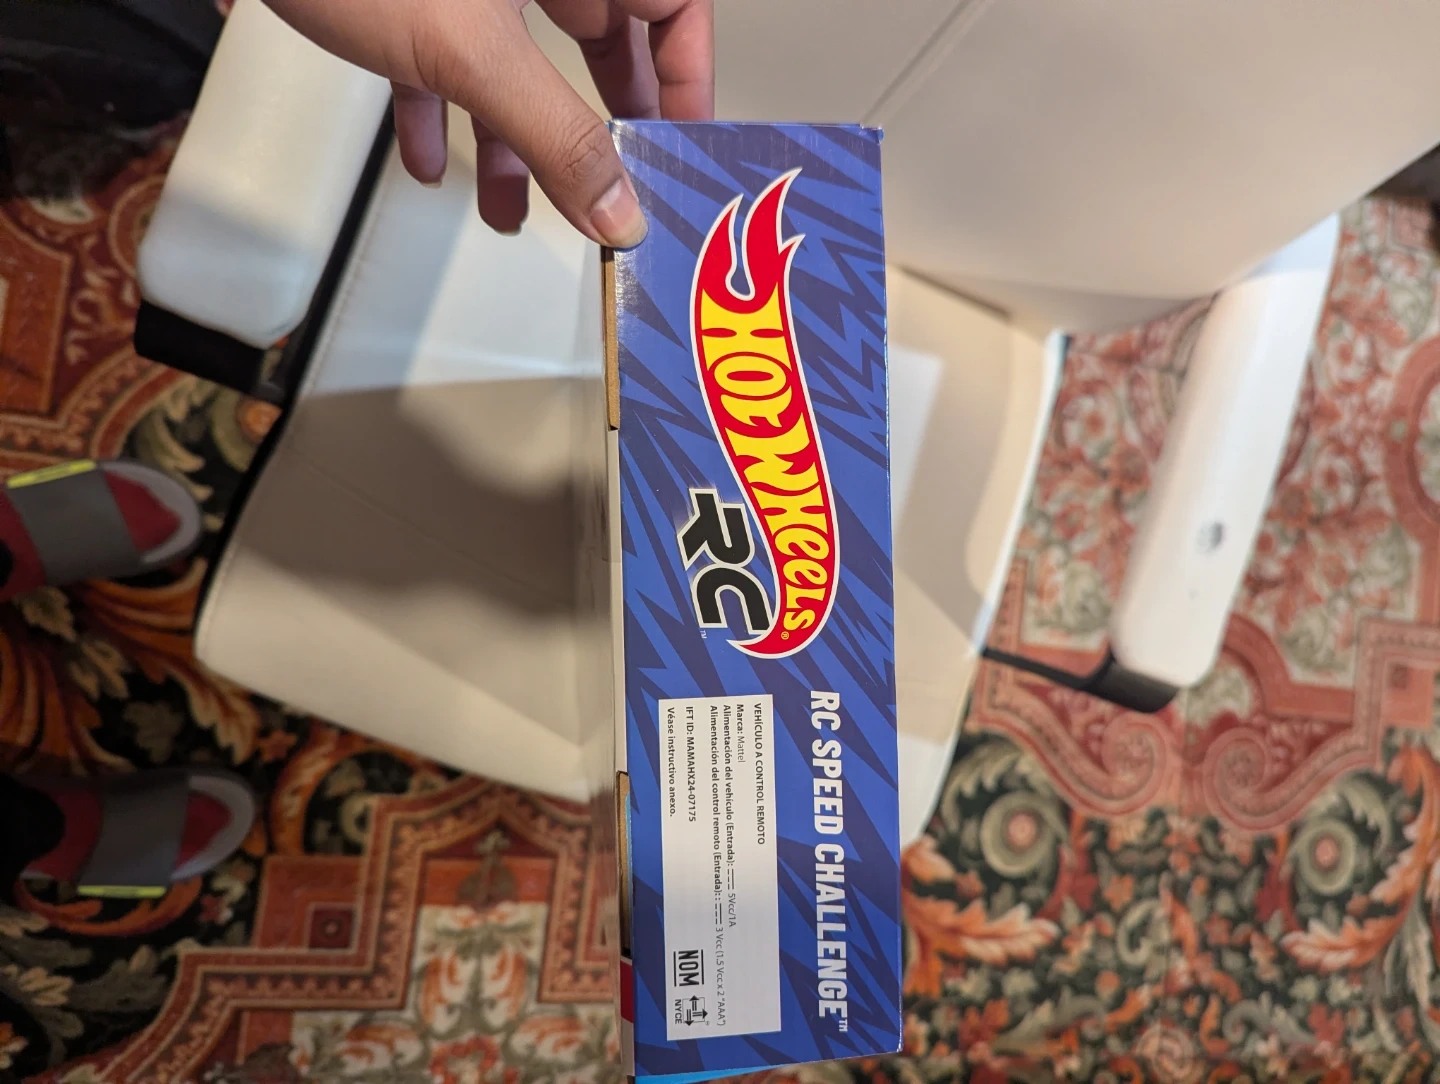 HOT WHEELS®
RC™
RC SPEED CHALLENGE™
VEHÍCULO A CONTROL REMOTO
Marca: Mattel
Alimentación del vehículo (Entrada): ⎓ 5Vcc/1A
Alimentación del control remoto (Entrada): : ⎓ 3 Vcc (1.5 Vcc x 2 "AAA")
IFT ID: MAMAHX24-07175
Véase instructivo anexo.
NOM
NYCE